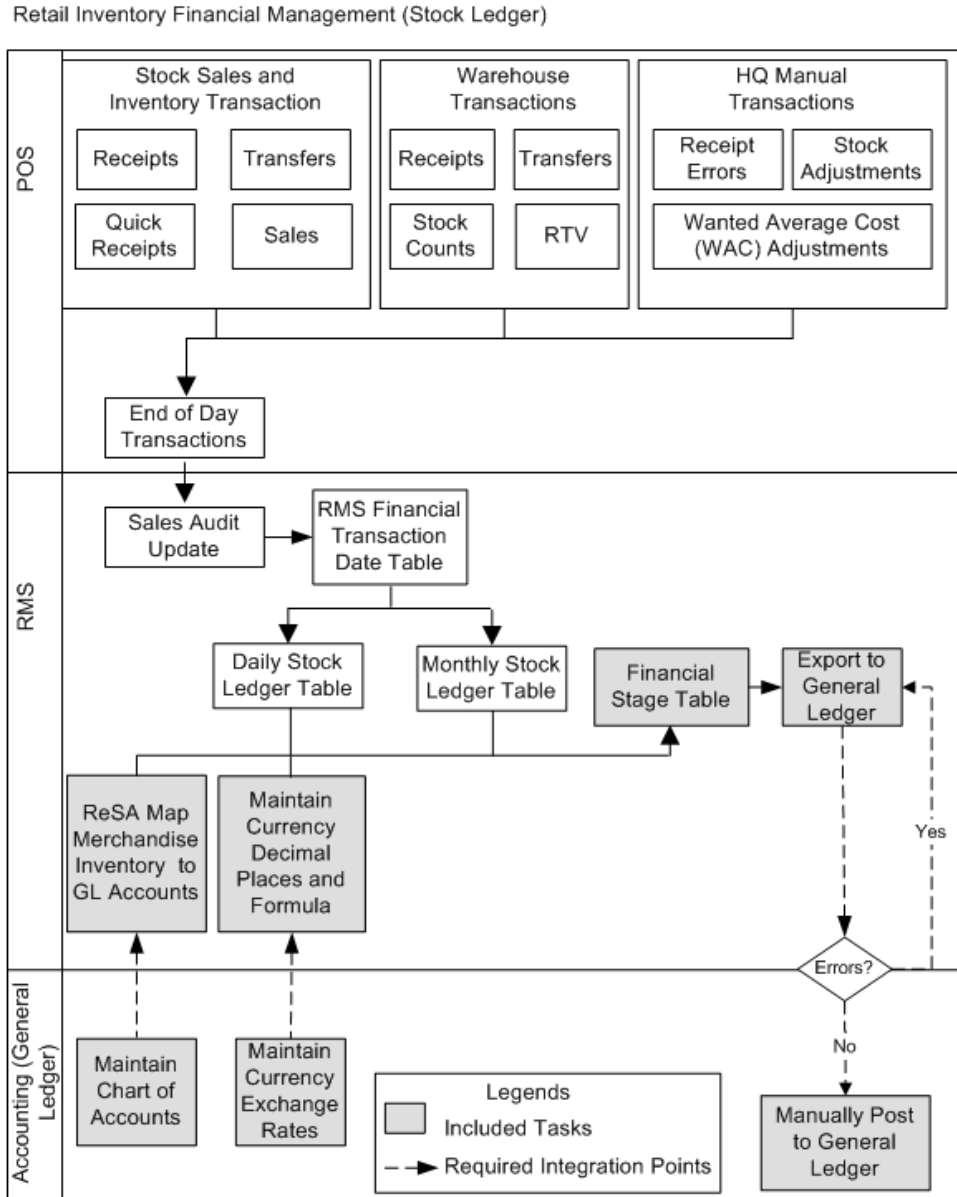 Retail Inventory Financial Management (Stock Ledger)
POS
Stock Sales and
Inventory Transaction
Receipts
Transfers
Quick
Receipts
Sales
Warehouse
Transactions
Receipts
Transfers
Stock
Counts
RTV
HQ Manual
Transactions
Receipt
Errors
Stock
Adjustments
Wanted Average Cost
(WAC) Adjustments
End of Day
Transactions
RMS
Sales Audit
Update
RMS Financial
Transaction
Date Table
Daily Stock
Ledger Table
Monthly Stock
Ledger Table
Financial
Stage Table
Export to
General
Ledger
ReSA Map
Merchandise
Inventory to
GL Accounts
Maintain
Currency
Decimal
Places and
Formula
Yes
Errors?
Accounting (General
Ledger)
Maintain
Chart of
Accounts
Maintain
Currency
Exchange
Rates
Legends
Included Tasks
Required Integration Points
No
Manually Post
to General
Ledger